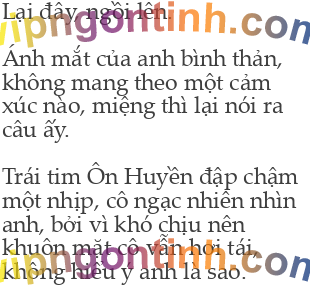 Lại đây, ngồi lên.
vipngontinh.com
Ánh mắt của anh bình thản,
không mang theo một cảm
xúc nào, miệng thì lại nói ra
câu ấy.
Trái tim Ôn Huyền đập chậm
một nhịp, cô ngạc nhiên nhìn
anh, bởi vì khó chịu nên
khuôn mặt cô vẫn hơi tái,
không hiểu ý anh là sao.
vipngontinh.com